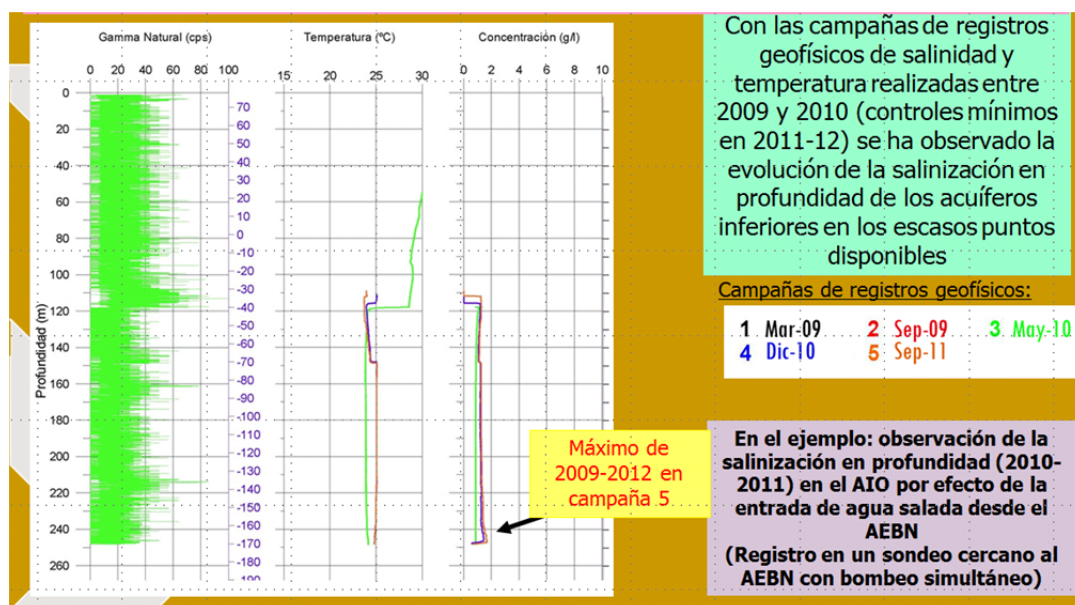 Gamma Natural (cps)
Temperatura (ºC)
Concentración (g/l)
0 20 40 60 80 100
15 20 25 30
0 2 4 6 8 10
Profundidad (m)
0
20
40
60
80
100
120
140
160
180
200
220
240
260
70
60
50
40
30
20
10
0
-10
-20
-30
-40
-50
-60
-70
-80
-90
-100
-110
-120
-130
-140
-150
-160
-170
-180
Máximo de
2009-2012 en
campaña 5
Con las campañas de registros
geofísicos de salinidad y
temperatura realizadas entre
2009 y 2010 (controles mínimos
en 2011-12) se ha observado la
evolución de la salinización en
profundidad de los acuíferos
inferiores en los escasos puntos
disponibles
Campañas de registros geofísicos:
1 Mar-09 2 Sep-09 3 May-10
4 Dic-10 5 Sep-11
En el ejemplo: observación de la
salinización en profundidad (2010-
2011) en el AIO por efecto de la
entrada de agua salada desde el
AEBN
(Registro en un sondeo cercano al
AEBN con bombeo simultáneo)